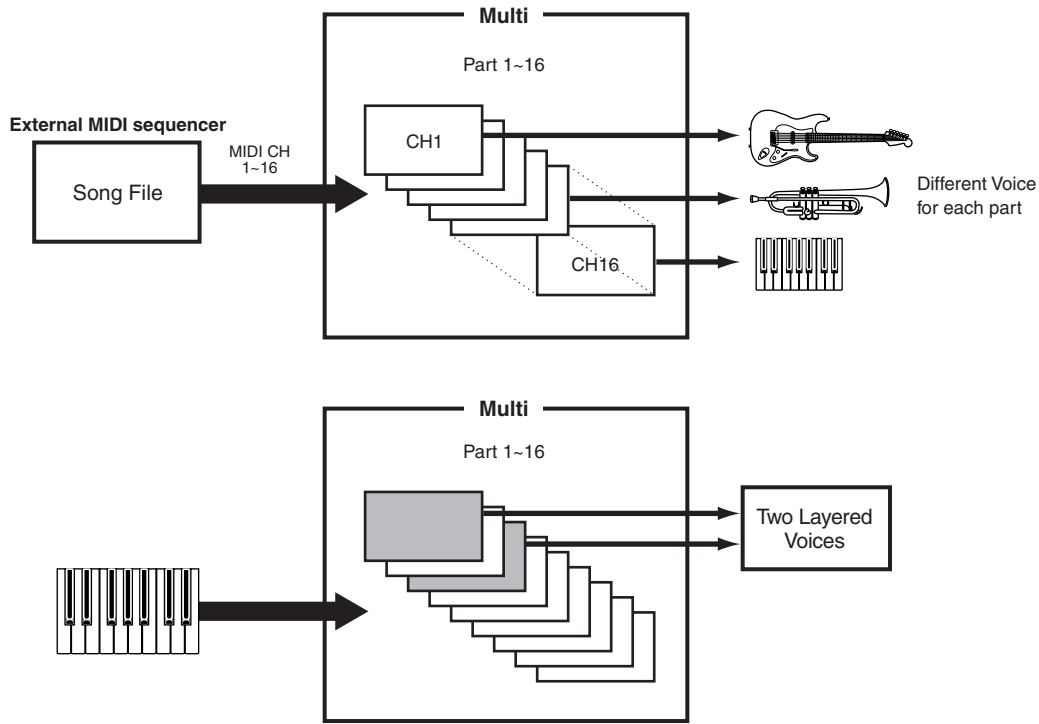 Multi
Part 1~16
External MIDI sequencer
Song File
MIDI CH
1~16
CH1
CH16
Different Voice
for each part
Multi
Part 1~16
Two Layered
Voices